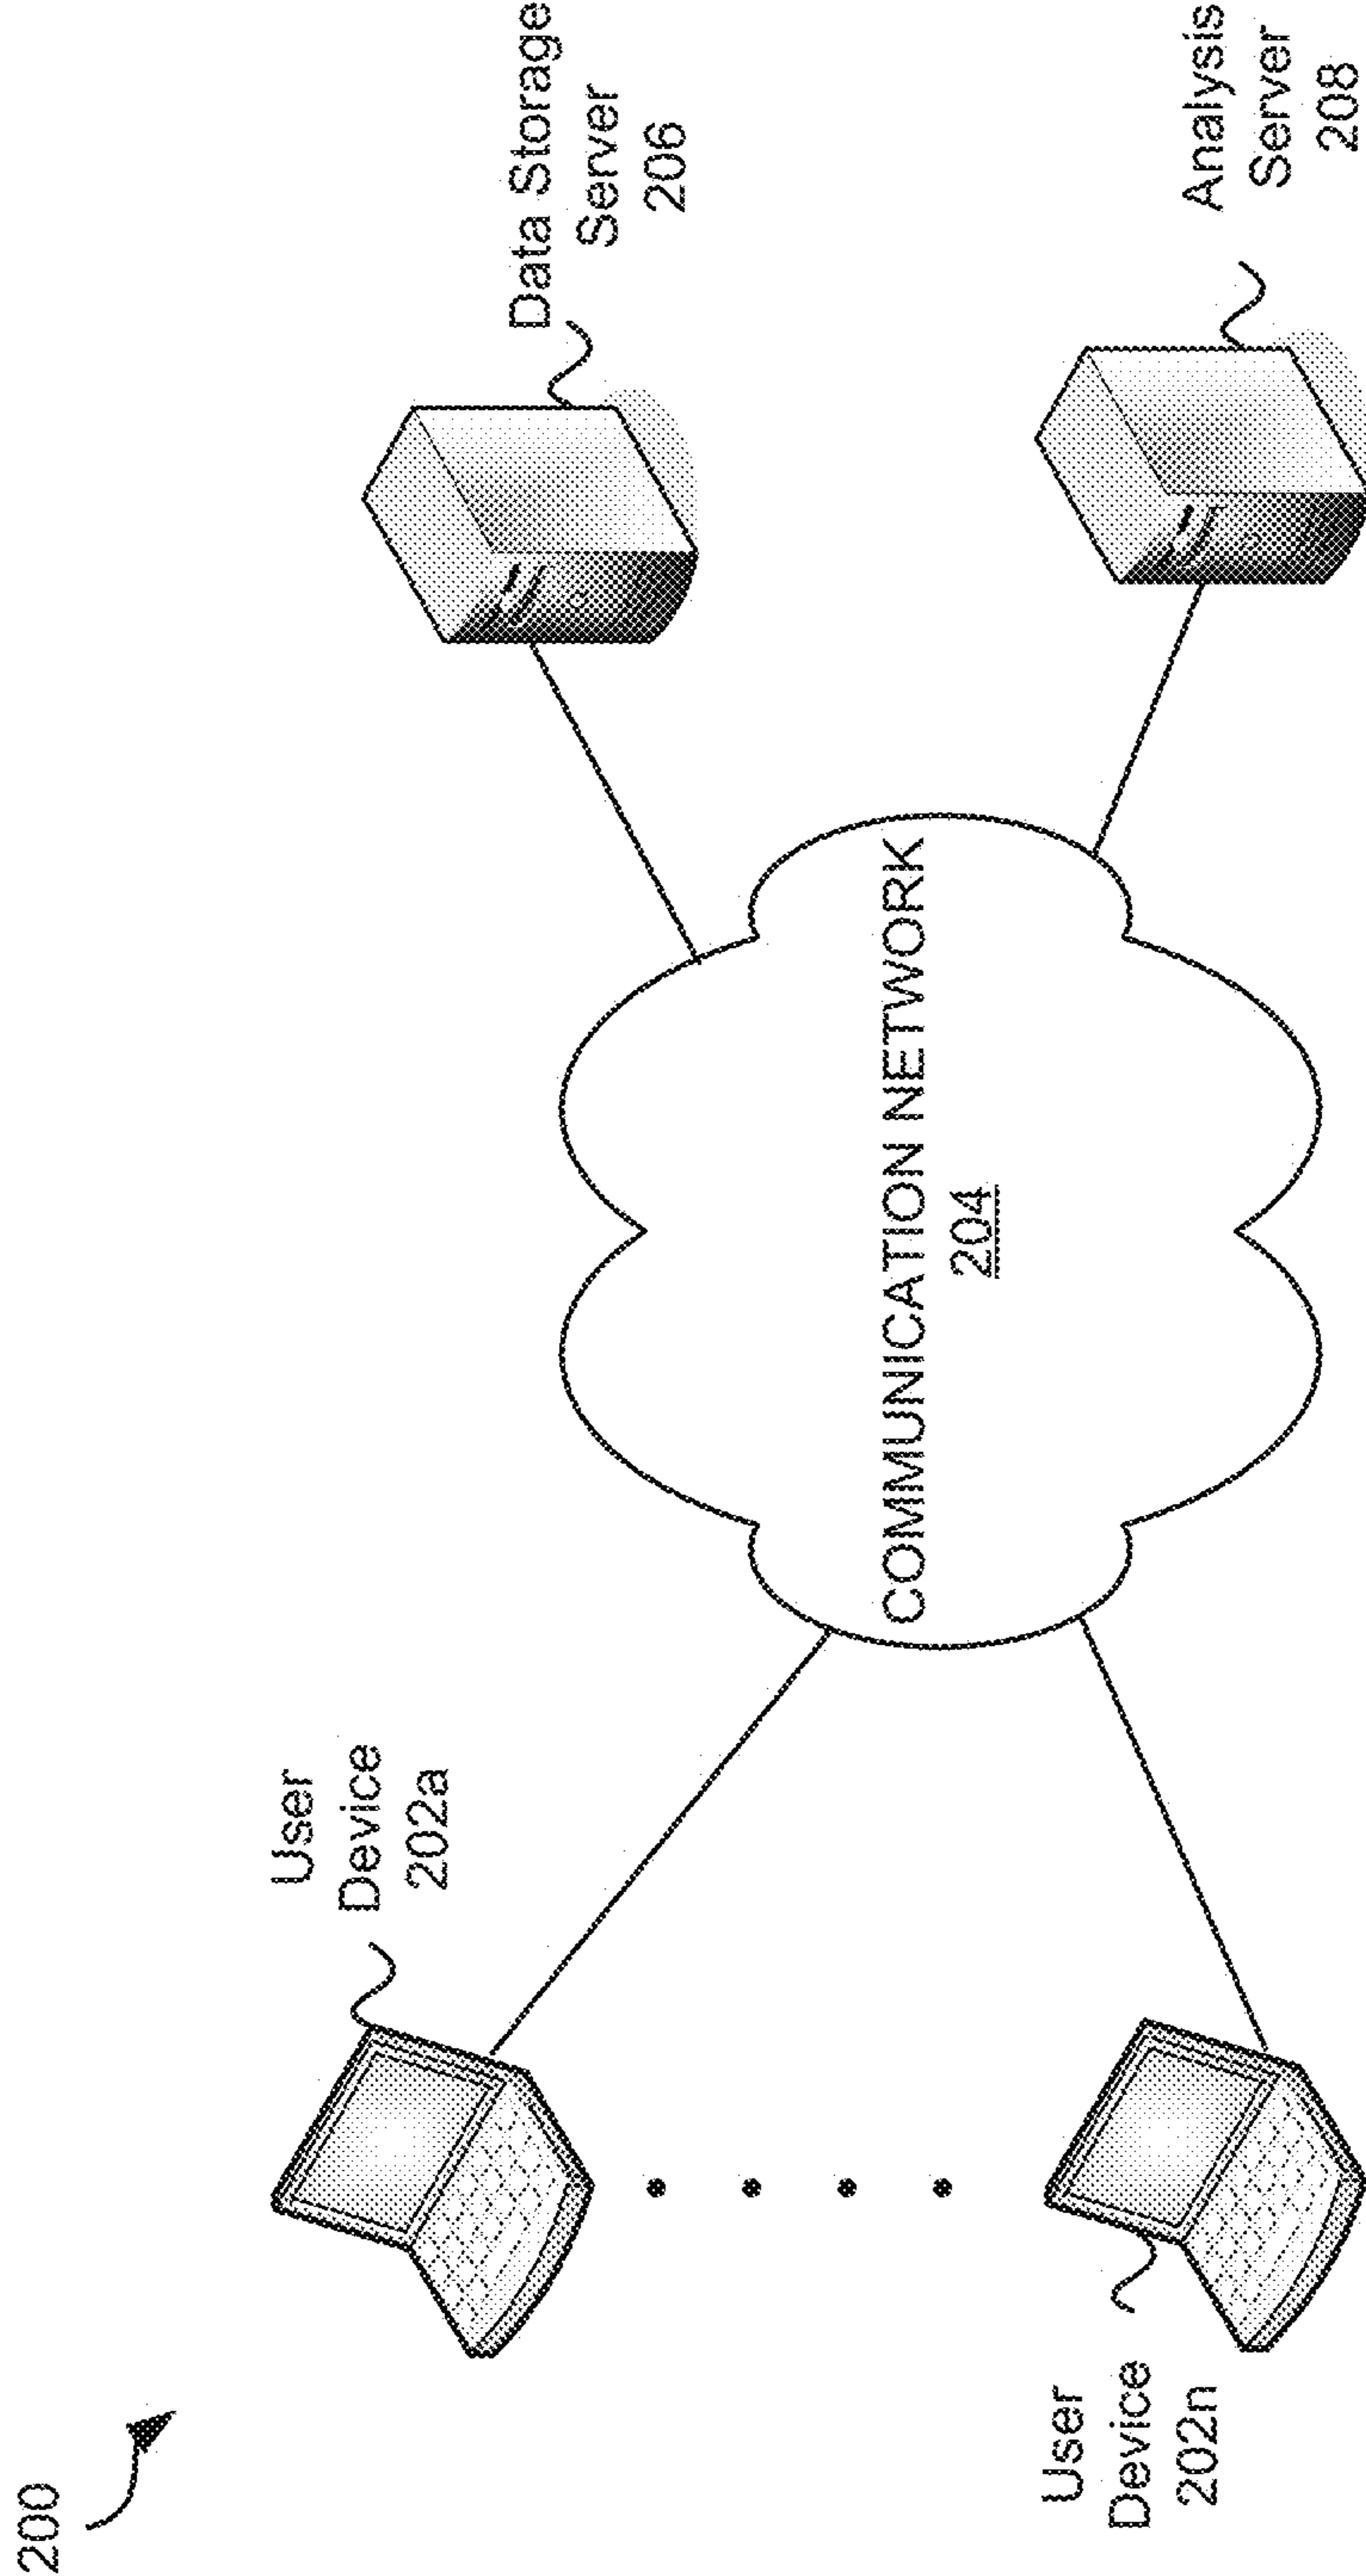 200
User
Device
202a
User
Device
202n
COMMUNICATION NETWORK
204
Data Storage
Server
206
Analysis
Server
208